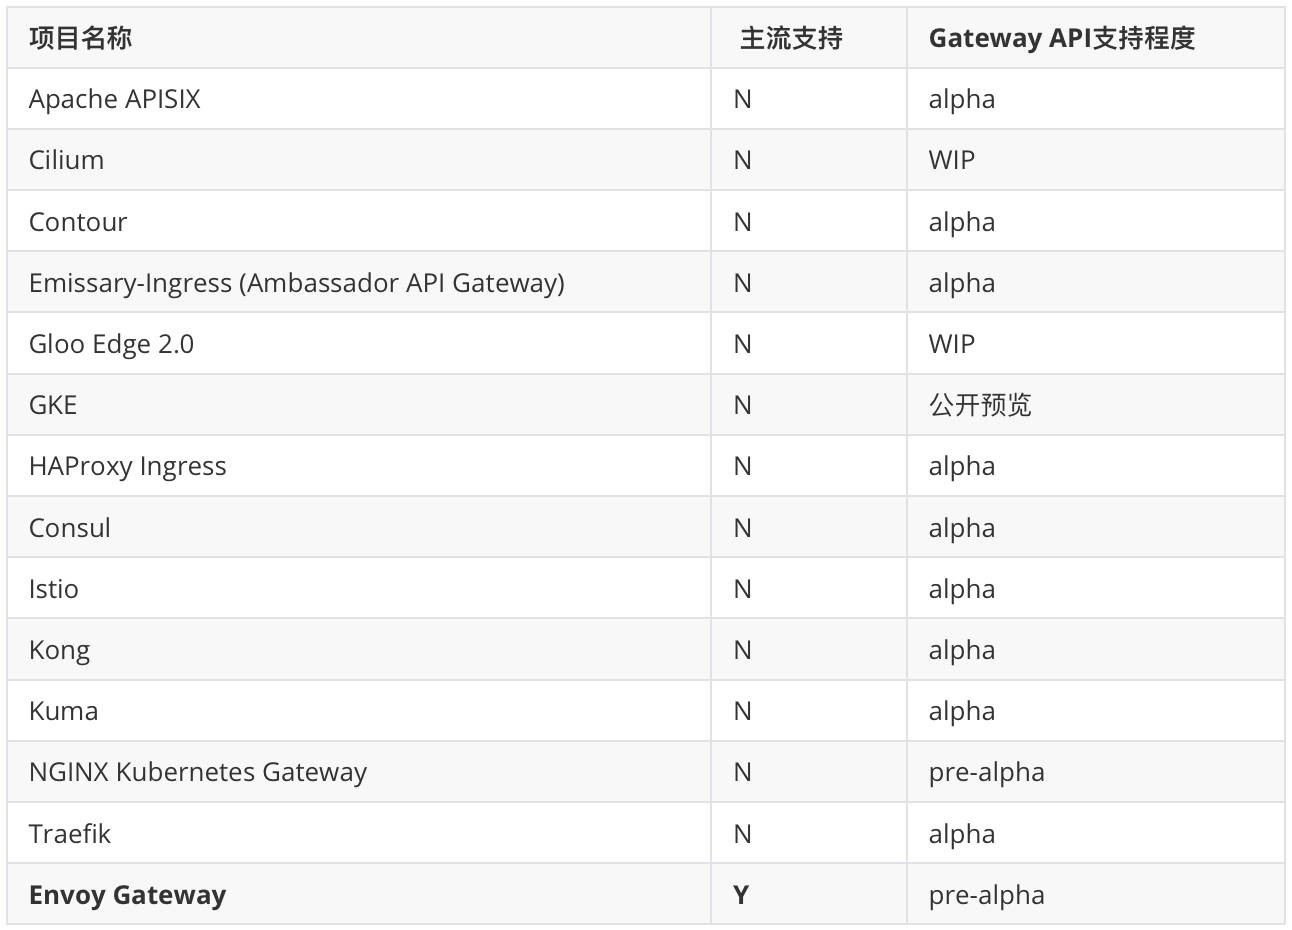 项目名称 主流支持 Gateway API支持程度
Apache APISIX N alpha
Cilium N WIP
Contour N alpha
Emissary-Ingress (Ambassador API Gateway) N alpha
Gloo Edge 2.0 N WIP
GKE N 公开预览
HAProxy Ingress N alpha
Consul N alpha
Istio N alpha
Kong N alpha
Kuma N alpha
NGINX Kubernetes Gateway N pre-alpha
Traefik N alpha
Envoy Gateway Y pre-alpha